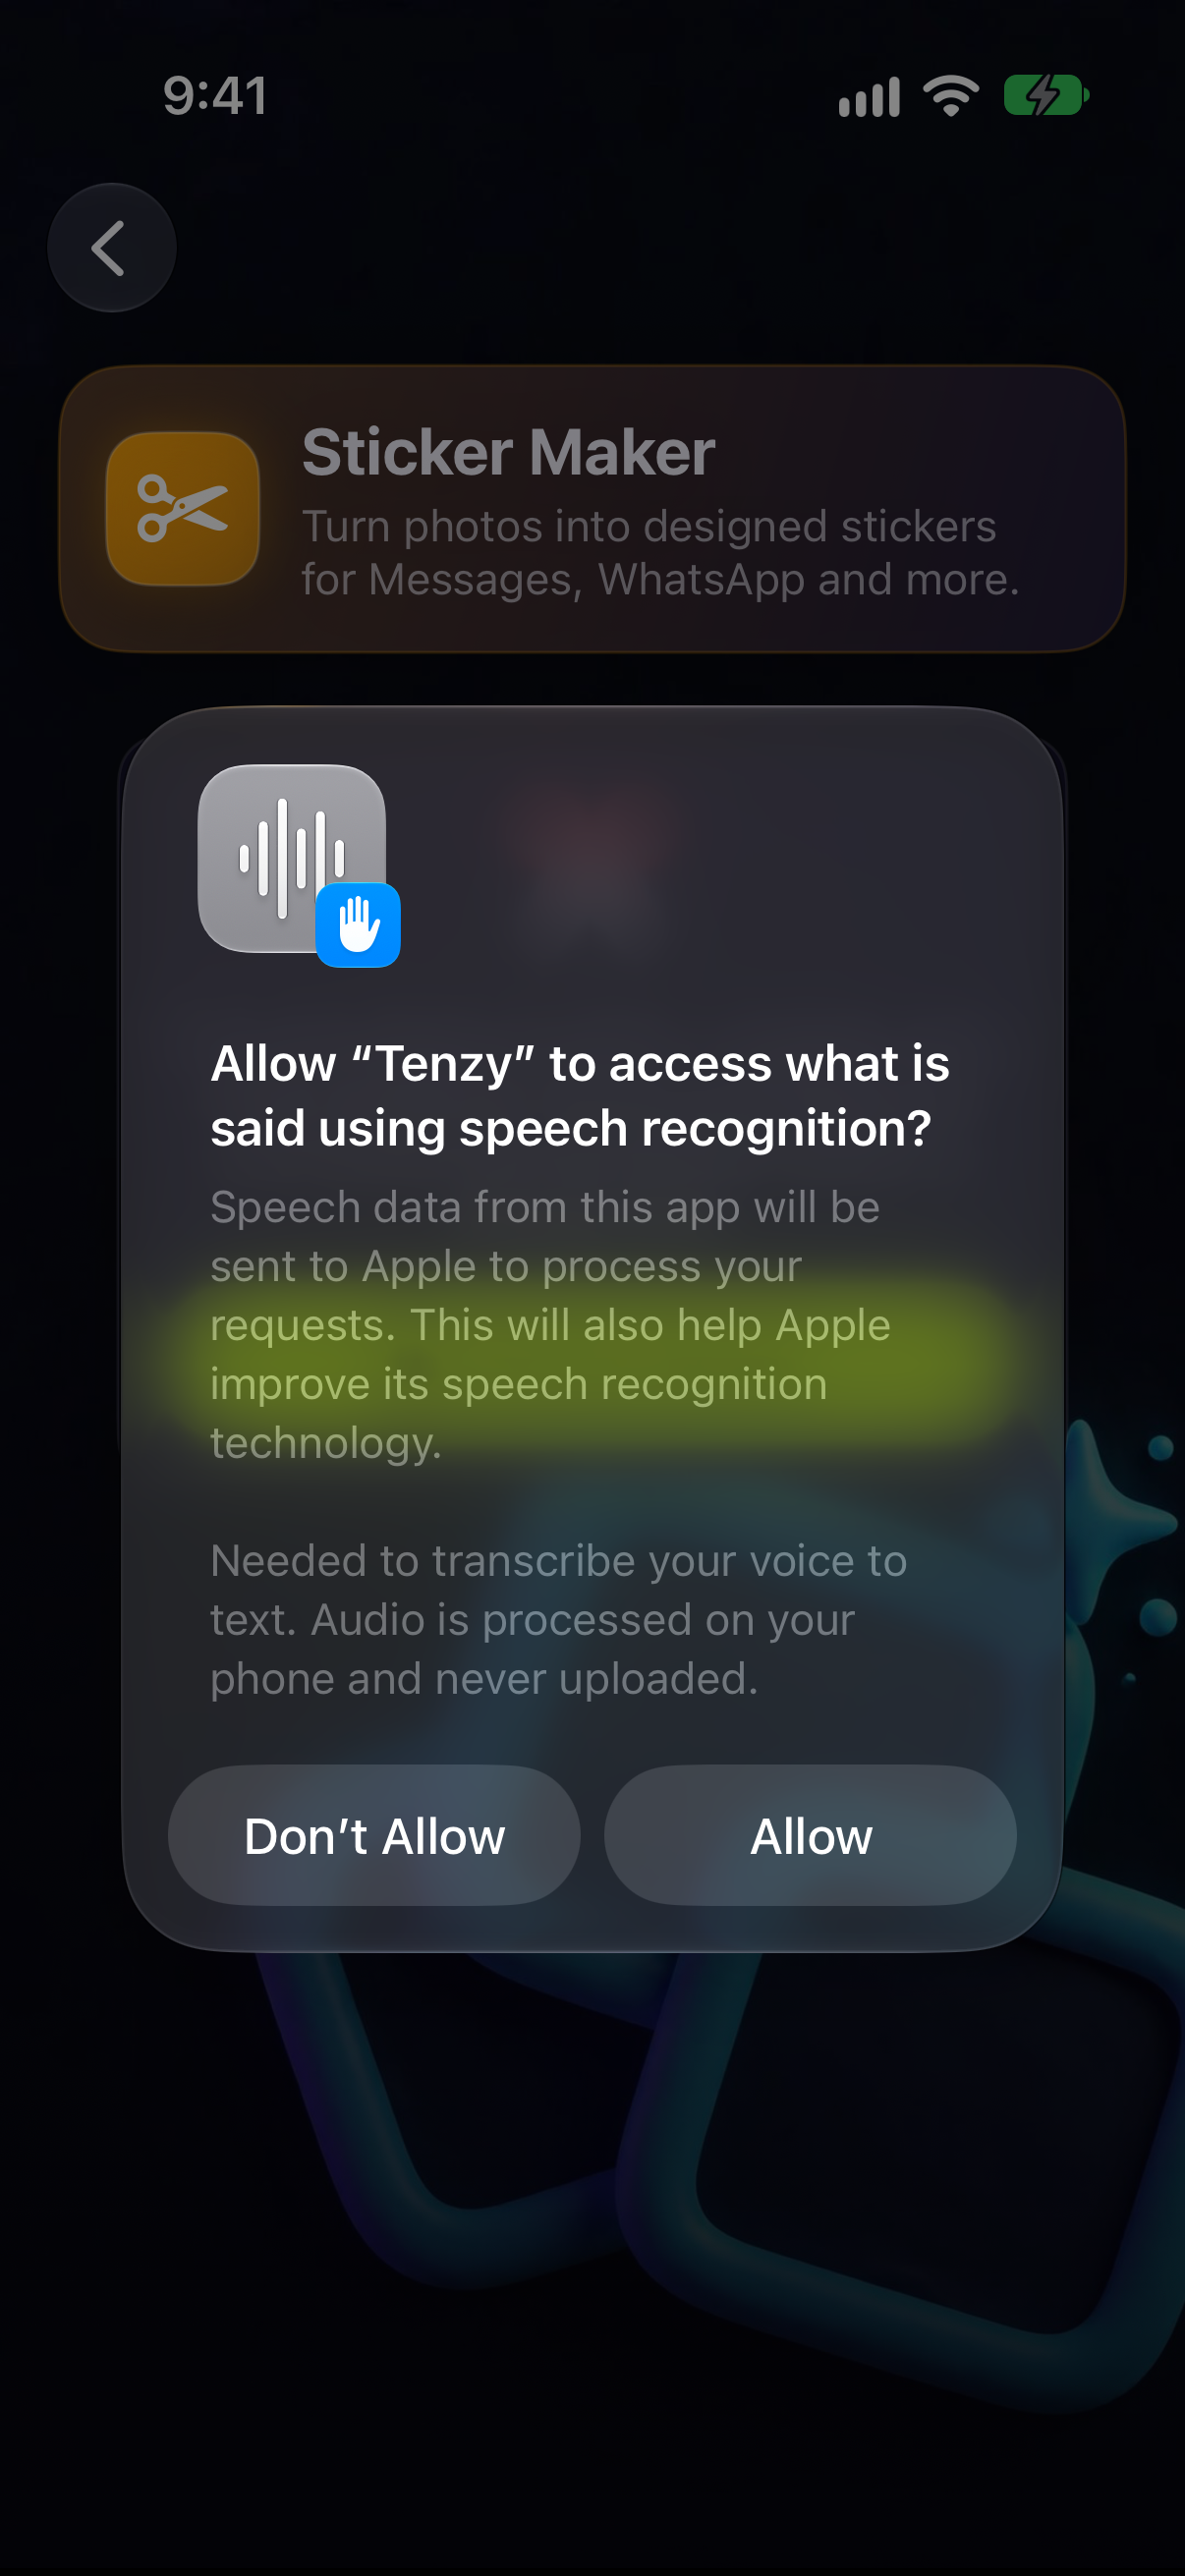 9:41
Sticker Maker
Turn photos into designed stickers
for Messages, WhatsApp and more.
Allow “Tenzy” to access what is
said using speech recognition?
Speech data from this app will be
sent to Apple to process your
requests. This will also help Apple
improve its speech recognition
technology.
Needed to transcribe your voice to
text. Audio is processed on your
phone and never uploaded.
Don’t Allow
Allow